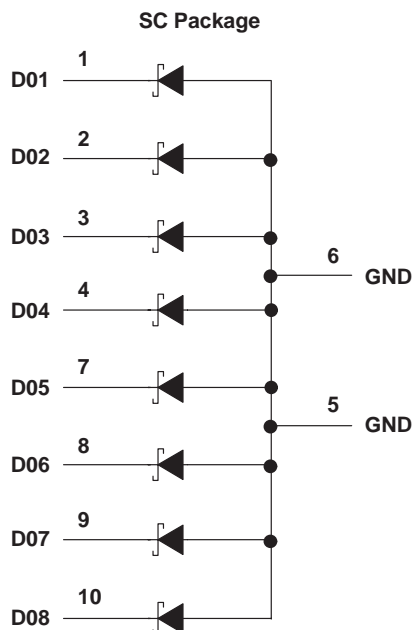 SC Package
D01 1
D02 2
D03 3
6 GND
D04 4
D05 7
5 GND
D06 8
D07 9
D08 10